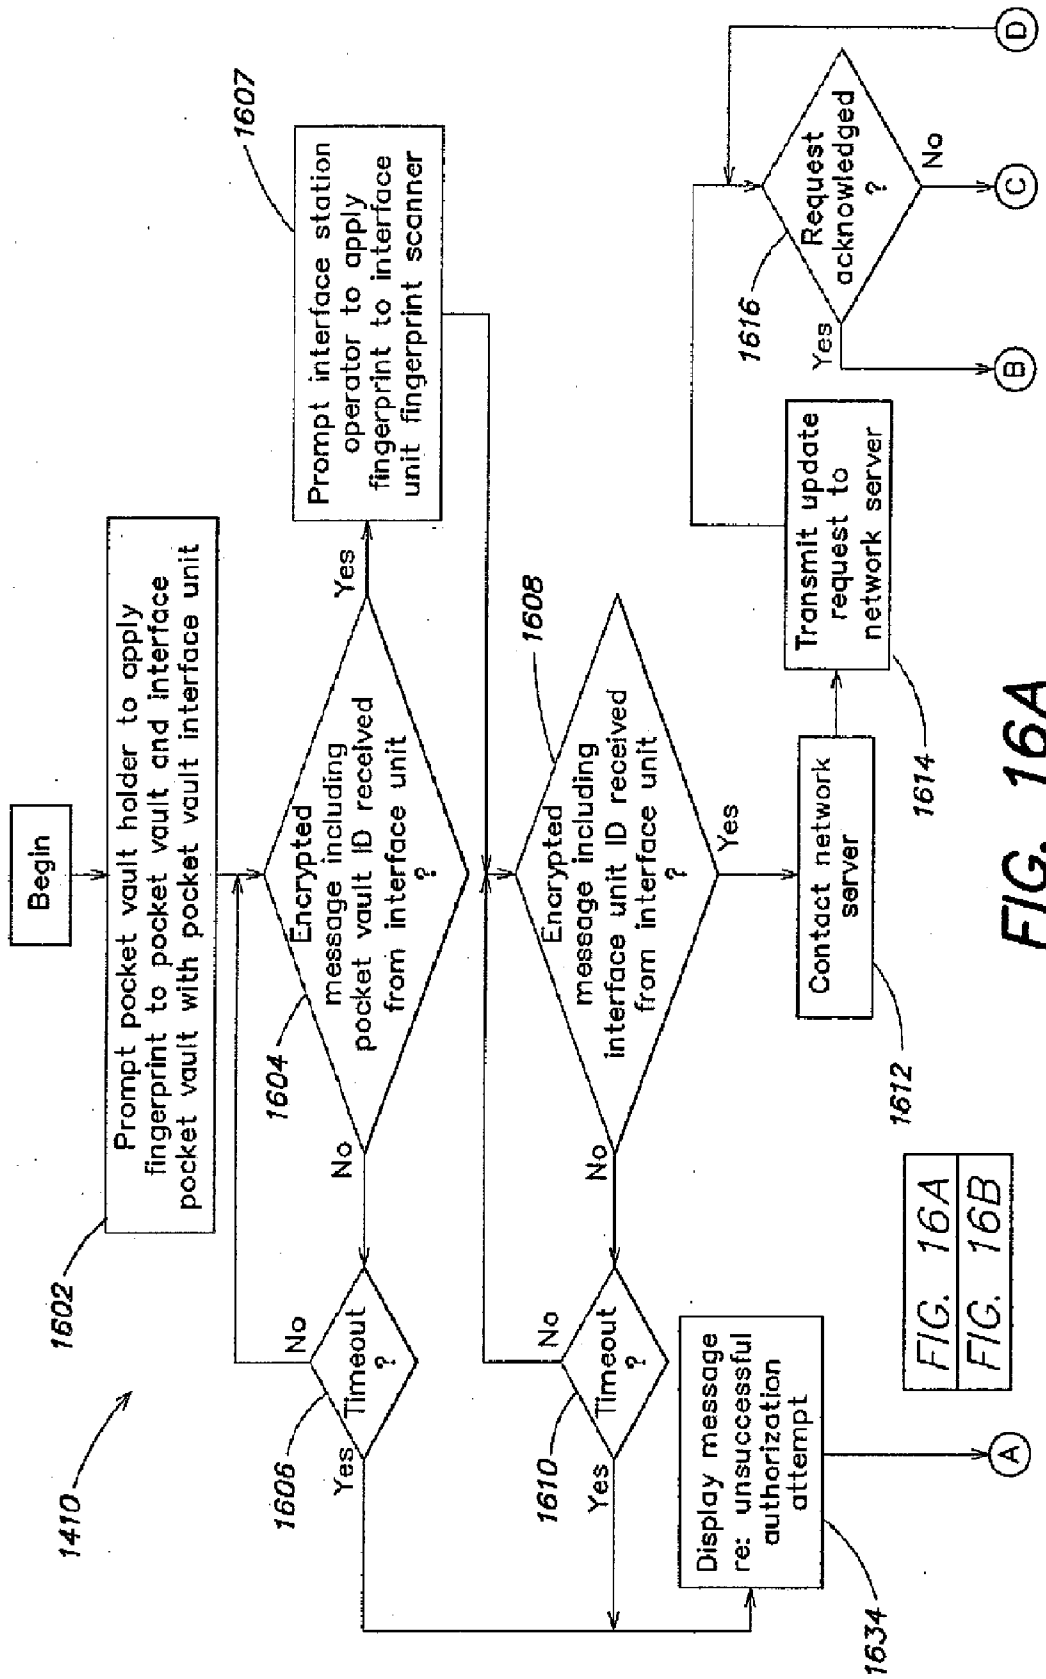 1410
Begin
1602
Prompt pocket vault holder to apply
fingerprint to pocket vault and interface
pocket vault with pocket vault interface unit
1604
Encrypted
message including
pocket vault ID received
from interface unit
?
No
Yes
1606
Timeout
?
No
Yes
1607
Prompt interface station
operator to apply
fingerprint to interface
unit fingerprint scanner
1608
Encrypted
message including
interface unit ID received
from interface unit
?
No
Yes
1610
Timeout
?
No
Yes
1634
Display message
re: unsuccessful
authorization
attempt
A
1612
Contact network
server
1614
Transmit update
request to
network server
1616
Request
acknowledged
?
Yes
No
B
C
D
FIG. 16A
FIG. 16B
FIG. 16A